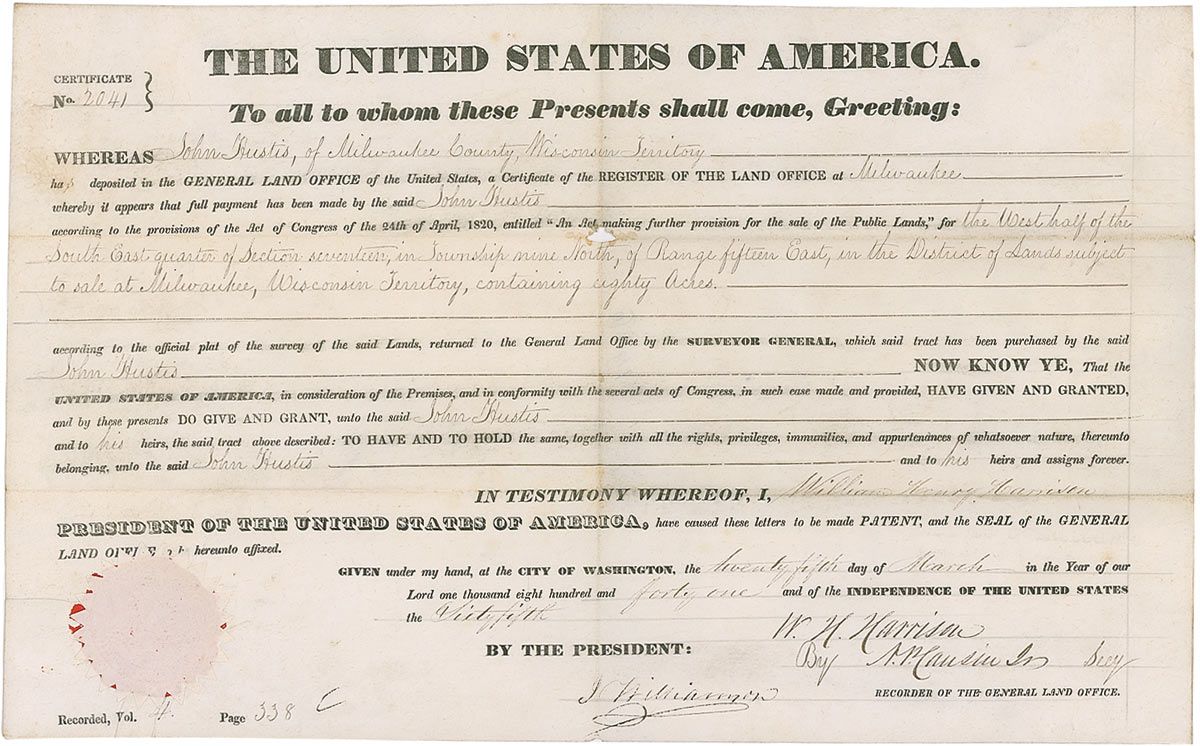 THE UNITED STATES OF AMERICA.
CERTIFICATE
No. 2041
To all to whom these Presents shall come, Greeting:
WHEREAS John Hustis, of Milwaukee County, Wisconsin Territory
has deposited in the GENERAL LAND OFFICE of the United States, a Certificate of the REGISTER OF THE LAND OFFICE at Milwaukee
whereby it appears that full payment has been made by the said John Hustis
according to the provisions of the Act of Congress of the 24th of April, 1820, entitled "An Act making further provision for the sale of the Public Lands," for the West half of the
South East quarter of Section seventeen, in Township nine North, of Range fifteen East, in the District of Lands subject
to sale at Milwaukee, Wisconsin Territory, containing eighty Acres.
according to the official plat of the survey of the said Lands, returned to the General Land Office by the SURVEYOR GENERAL, which said tract has been purchased by the said
John Hustis NOW KNOW YE, That the
UNITED STATES OF AMERICA, in consideration of the Premises, and in conformity with the several acts of Congress, in such case made and provided, HAVE GIVEN AND GRANTED,
and by these presents DO GIVE AND GRANT, unto the said John Hustis
and to his heirs, the said tract above described: TO HAVE AND TO HOLD the same, together with all the rights, privileges, immunities, and appurtenances of whatsoever nature, thereunto
belonging, unto the said John Hustis and to his heirs and assigns forever.
IN TESTIMONY WHEREOF, I, William Henry Harrison
PRESIDENT OF THE UNITED STATES OF AMERICA, have caused these letters to be made PATENT, and the SEAL of the GENERAL
LAND OFFICE to be hereunto affixed.
GIVEN under my hand, at the CITY OF WASHINGTON, the twenty fifth day of March in the Year of our
Lord one thousand eight hundred and forty one and of the INDEPENDENCE OF THE UNITED STATES
the Sixty fifth
BY THE PRESIDENT: W. H. Harrison
By N. P. Causin Jr Secy
J Williamson RECORDER OF THE GENERAL LAND OFFICE.
Recorded, Vol. 4. Page 338 C